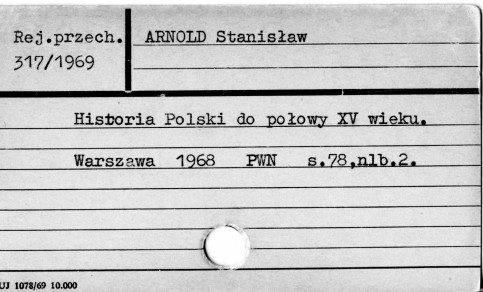 Rej.przech. ARNOLD Stanisław
317/1969
Historia Polski do połowy XV wieku.
Warszawa 1968 PWN s.78,nlb.2.
UJ 1078/69 10.000